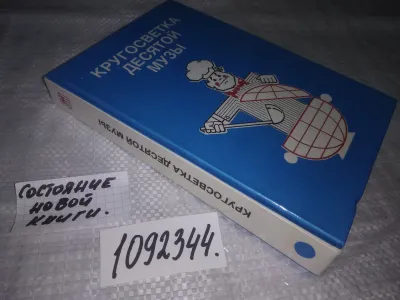 КРУГОСВЕТКА
ДЕСЯТОЙ
МУЗЫ
КРУГОСВЕТКА ДЕСЯТОЙ МУЗЫ
СОСТОЯНИЕ
НОВОЙ
КНИГИ.
1092344.